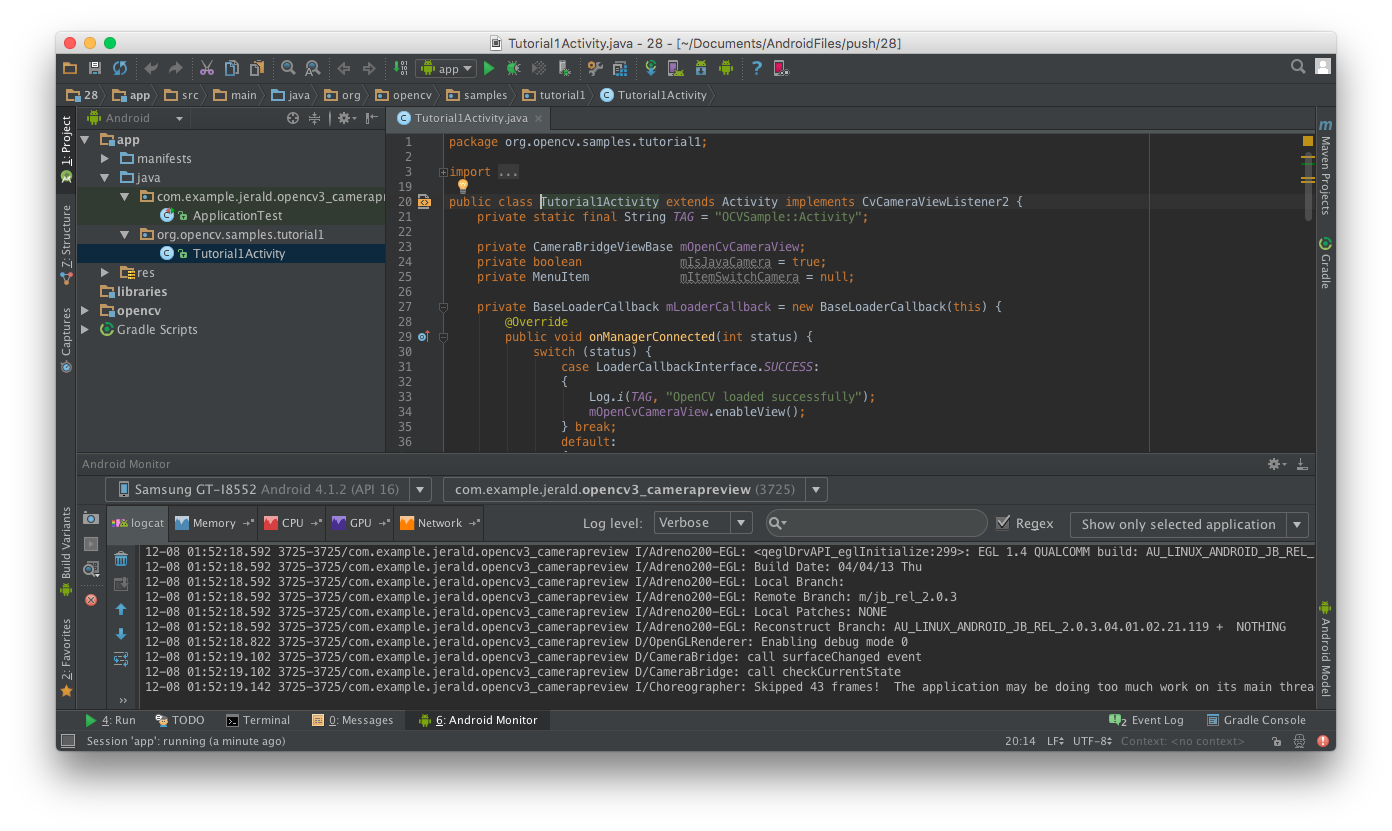 Tutorial1Activity.java - 28 - [~/Documents/AndroidFiles/push/28]
app
28 app src main java org opencv samples tutorial1 Tutorial1Activity
1: Project
Z: Structure
Captures
Build Variants
2: Favorites
Android
app
manifests
java
com.example.jerald.opencv3_camerapr
ApplicationTest
org.opencv.samples.tutorial1
Tutorial1Activity
res
libraries
opencv
Gradle Scripts
Tutorial1Activity.java
1 package org.opencv.samples.tutorial1;
2
3 import ...
19
20 public class Tutorial1Activity extends Activity implements CvCameraViewListener2 {
21 private static final String TAG = "OCVSample::Activity";
22
23 private CameraBridgeViewBase mOpenCvCameraView;
24 private boolean mIsJavaCamera = true;
25 private MenuItem mItemSwitchCamera = null;
26
27 private BaseLoaderCallback mLoaderCallback = new BaseLoaderCallback(this) {
28 @Override
29 public void onManagerConnected(int status) {
30 switch (status) {
31 case LoaderCallbackInterface.SUCCESS:
32 {
33 Log.i(TAG, "OpenCV loaded successfully");
34 mOpenCvCameraView.enableView();
35 } break;
36 default:
m Maven Projects
Gradle
Android Model
Android Monitor
Samsung GT-I8552 Android 4.1.2 (API 16) com.example.jerald.opencv3_camerapreview (3725)
logcat Memory CPU GPU Network Log level: Verbose Regex Show only selected application
12-08 01:52:18.592 3725-3725/com.example.jerald.opencv3_camerapreview I/Adreno200-EGL: <qeglDrvAPI_eglInitialize:299>: EGL 1.4 QUALCOMM build: AU_LINUX_ANDROID_JB_REL_
12-08 01:52:18.592 3725-3725/com.example.jerald.opencv3_camerapreview I/Adreno200-EGL: Build Date: 04/04/13 Thu
12-08 01:52:18.592 3725-3725/com.example.jerald.opencv3_camerapreview I/Adreno200-EGL: Local Branch:
12-08 01:52:18.592 3725-3725/com.example.jerald.opencv3_camerapreview I/Adreno200-EGL: Remote Branch: m/jb_rel_2.0.3
12-08 01:52:18.592 3725-3725/com.example.jerald.opencv3_camerapreview I/Adreno200-EGL: Local Patches: NONE
12-08 01:52:18.592 3725-3725/com.example.jerald.opencv3_camerapreview I/Adreno200-EGL: Reconstruct Branch: AU_LINUX_ANDROID_JB_REL_2.0.3.04.01.02.21.119 + NOTHING
12-08 01:52:18.822 3725-3725/com.example.jerald.opencv3_camerapreview D/OpenGLRenderer: Enabling debug mode 0
12-08 01:52:19.102 3725-3725/com.example.jerald.opencv3_camerapreview D/CameraBridge: call surfaceChanged event
12-08 01:52:19.102 3725-3725/com.example.jerald.opencv3_camerapreview D/CameraBridge: call checkCurrentState
12-08 01:52:19.142 3725-3725/com.example.jerald.opencv3_camerapreview I/Choreographer: Skipped 43 frames! The application may be doing too much work on its main threa
4: Run TODO Terminal 0: Messages 6: Android Monitor 2 Event Log Gradle Console
Session 'app': running (a minute ago) 20:14 LF UTF-8 Context: <no context>